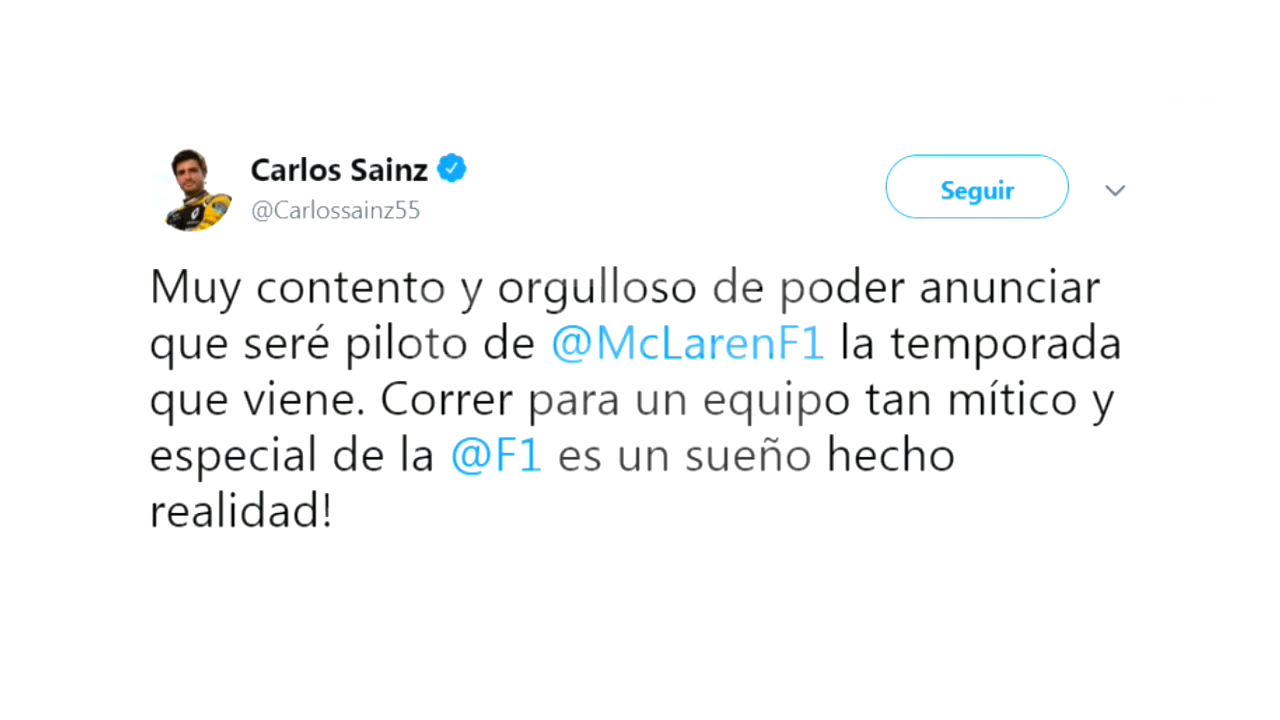 Carlos Sainz
@Carlossainz55
Seguir
Muy contento y orgulloso de poder anunciar
que seré piloto de @McLarenF1 la temporada
que viene. Correr para un equipo tan mítico y
especial de la @F1 es un sueño hecho
realidad!